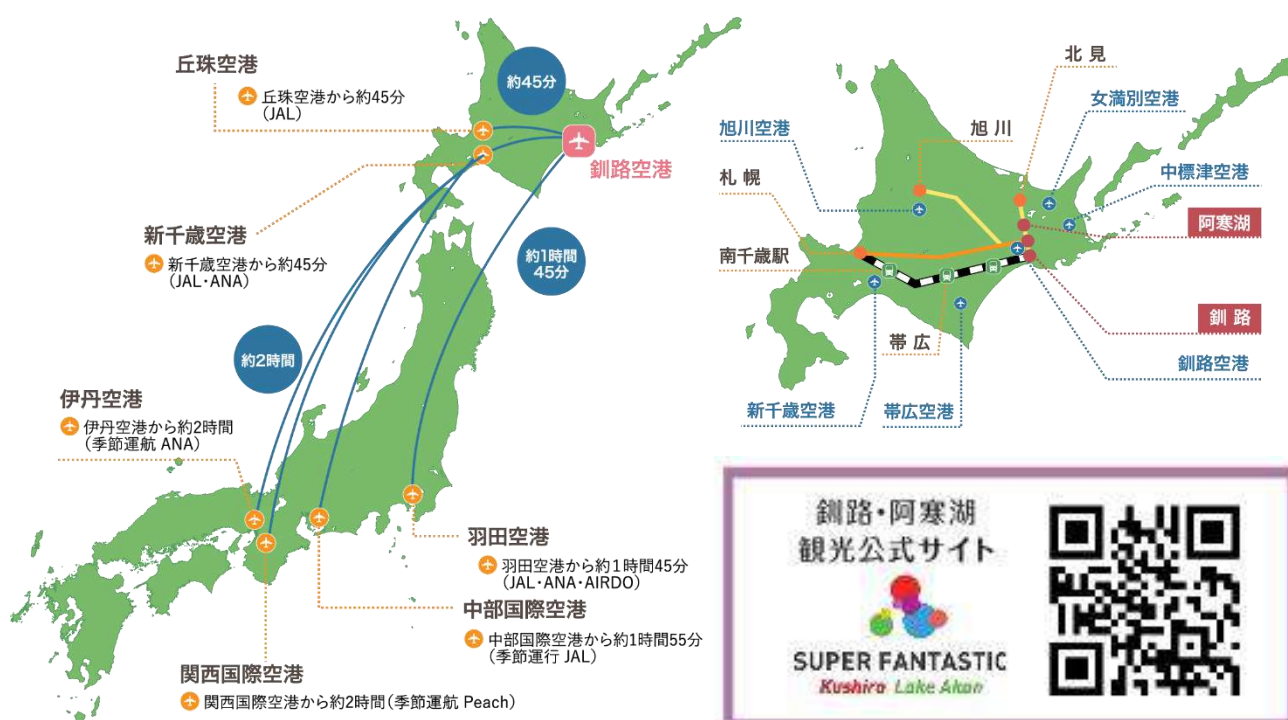 丘珠空港
丘珠空港から約45分
(JAL)
約45分
釧路空港
新千歳空港
新千歳空港から約45分
(JAL・ANA)
約1時間
45分
約2時間
伊丹空港
伊丹空港から約2時間
(季節運航 ANA)
羽田空港
羽田空港から約1時間45分
(JAL・ANA・AIRDO)
中部国際空港
中部国際空港から約1時間55分
(季節運行 JAL)
関西国際空港
関西国際空港から約2時間(季節運航 Peach)
北見
女満別空港
旭川空港
旭川
札幌
中標津空港
阿寒湖
南千歳駅
釧路
帯広
釧路空港
新千歳空港
帯広空港
釧路・阿寒湖
観光公式サイト
SUPER FANTASTIC
Kushiro Lake Akan